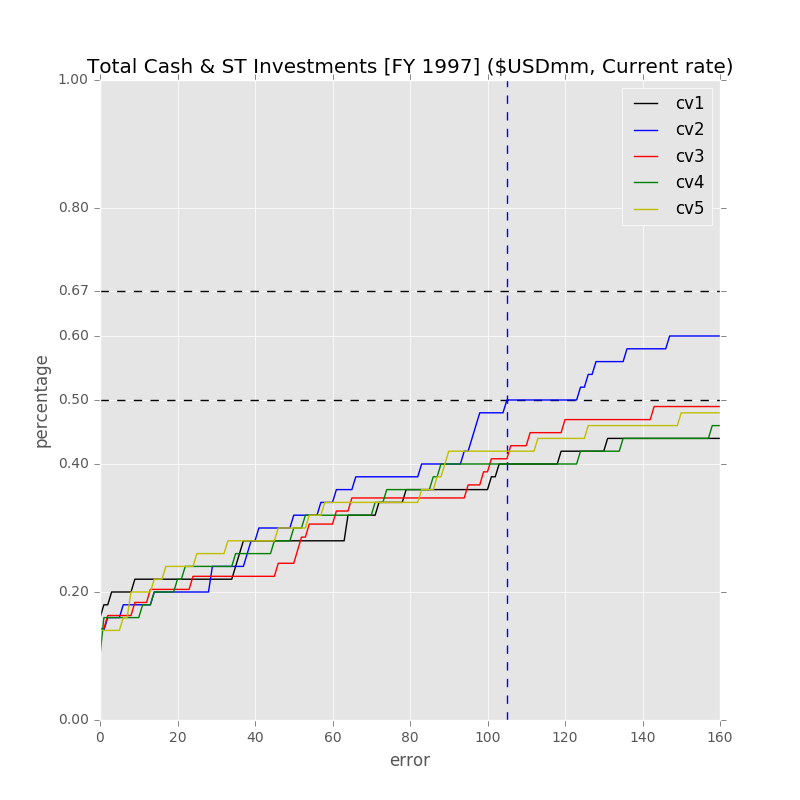 Total Cash & ST Investments [FY 1997] ($USDmm, Current rate)
1.00
0.80
0.67
0.60
0.50
0.40
0.20
0.00
percentage
cv1
cv2
cv3
cv4
cv5
0 20 40 60 80 100 120 140 160
error